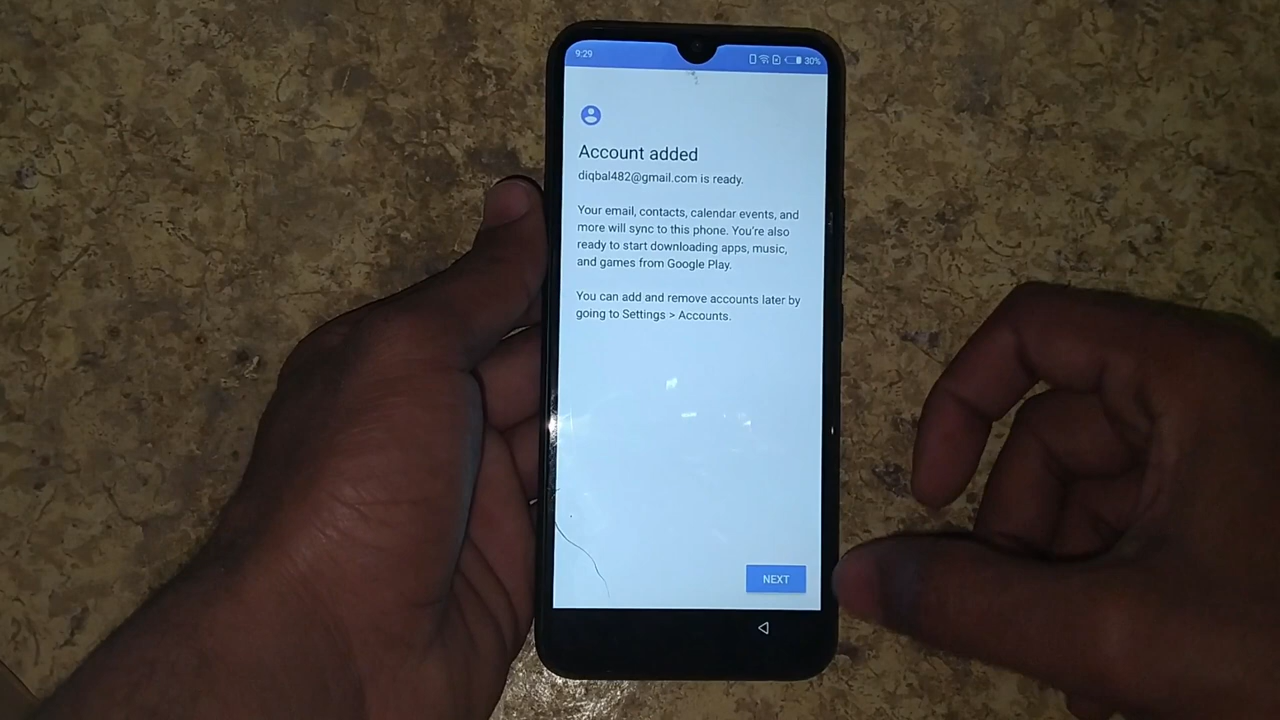 9:29
30%
Account added
diqbal482@gmail.com is ready.
Your email, contacts, calendar events, and
more will sync to this phone. You're also
ready to start downloading apps, music,
and games from Google Play.
You can add and remove accounts later by
going to Settings > Accounts.
NEXT